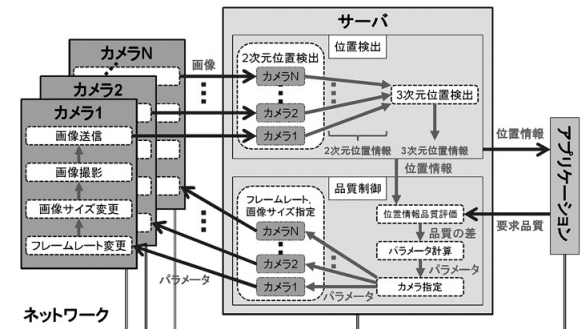 サーバ
カメラN
カメラ2
カメラ1
画像送信
画像撮影
画像サイズ変更
フレームレート変更
画像
2次元位置検出
カメラN
カメラ2
カメラ1
位置検出
3次元位置検出
2次元位置情報
3次元位置情報
位置情報
位置情報
アプリケーション
要求品質
品質制御
フレームレート,
画像サイズ指定
カメラN
カメラ2
カメラ1
位置情報品質評価
品質の差
パラメータ計算
パラメータ
カメラ指定
パラメータ
パラメータ
ネットワーク